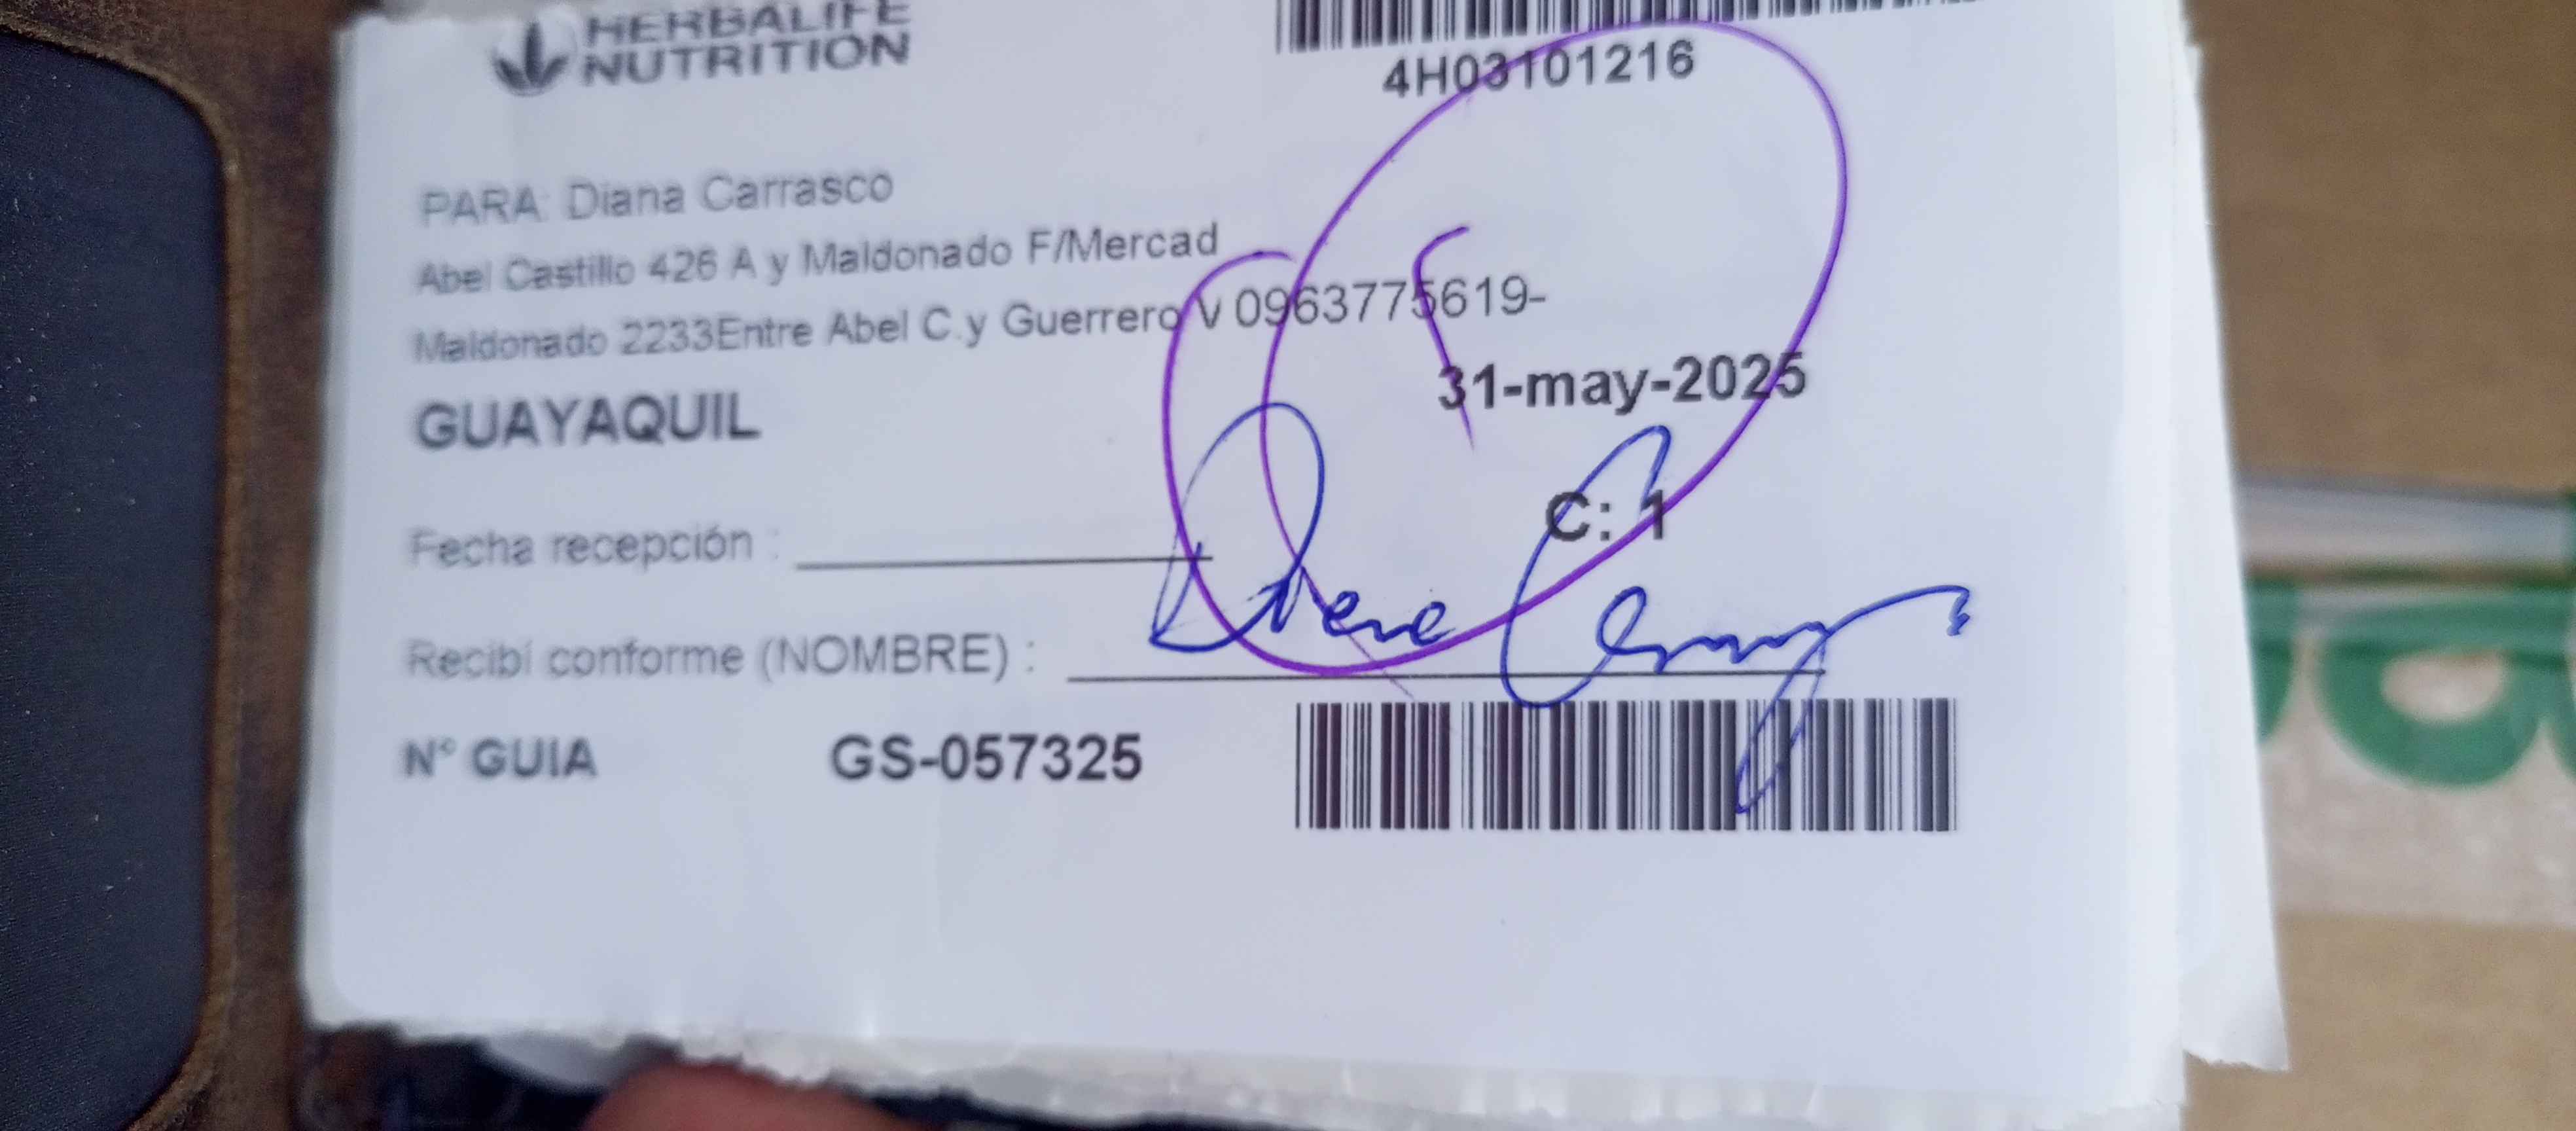 HERBALIFE
NUTRITION
4H03101216
PARA: Diana Carrasco
Abel Castillo 426 A y Maldonado F/Mercad
Maldonado 2233Entre Abel C.y Guerrero V 0963775619-
31-may-2025
GUAYAQUIL
C: 1
Fecha recepción :
Recibí conforme (NOMBRE) :
N° GUIA GS-057325